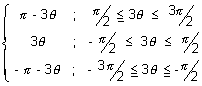 π - 3θ ; π/2 ≦ 3θ ≤ 3π/2
3θ ; - π/2 ≤ 3θ ≤ π/2
- π - 3θ ; - 3π/2 ≦ 3θ ≤ - π/2